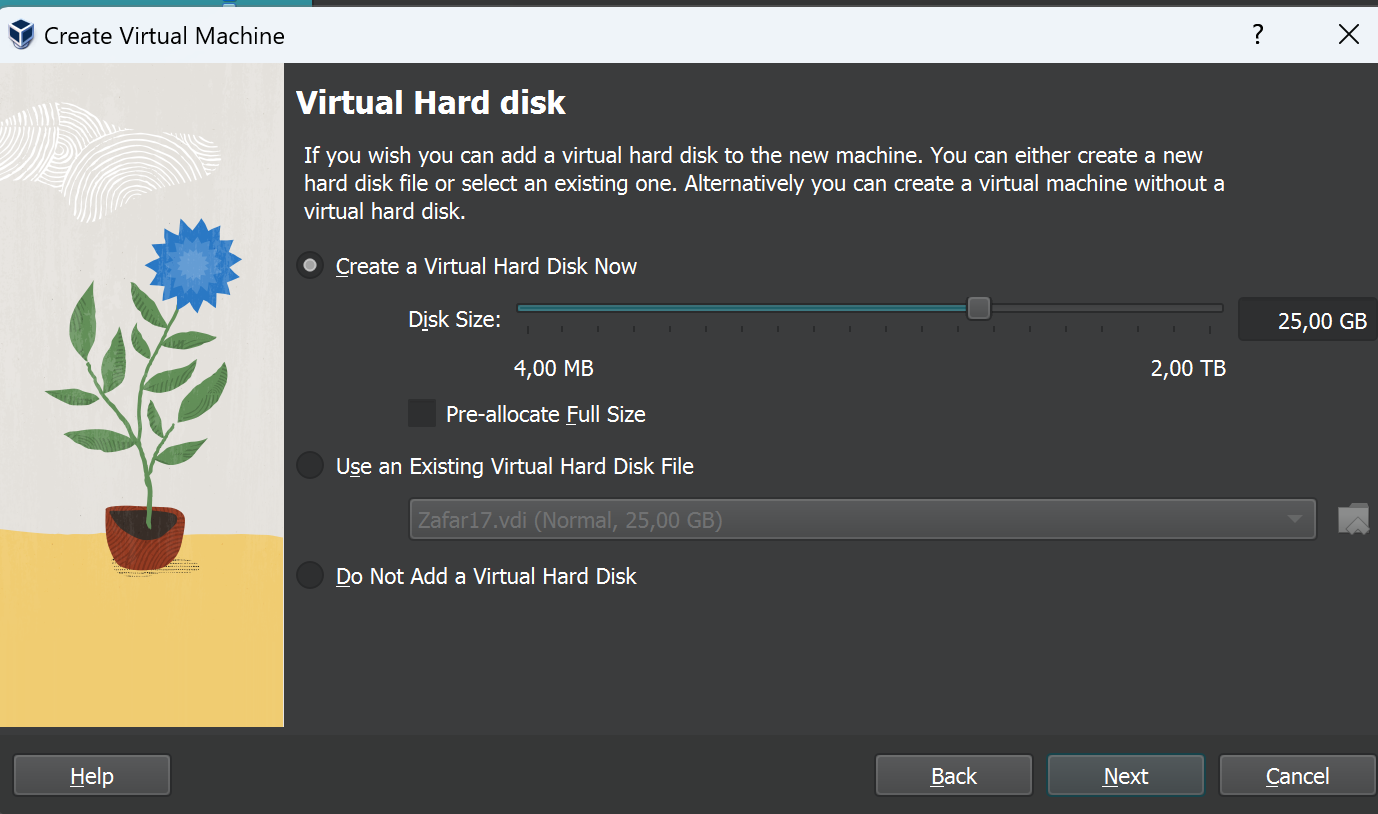 Create Virtual Machine
?
Virtual Hard disk
If you wish you can add a virtual hard disk to the new machine. You can either create a new
hard disk file or select an existing one. Alternatively you can create a virtual machine without a
virtual hard disk.
Create a Virtual Hard Disk Now
Disk Size:
25,00 GB
4,00 MB
2,00 TB
Pre-allocate Full Size
Use an Existing Virtual Hard Disk File
Zafar17.vdi (Normal, 25,00 GB)
Do Not Add a Virtual Hard Disk
Help
Back
Next
Cancel